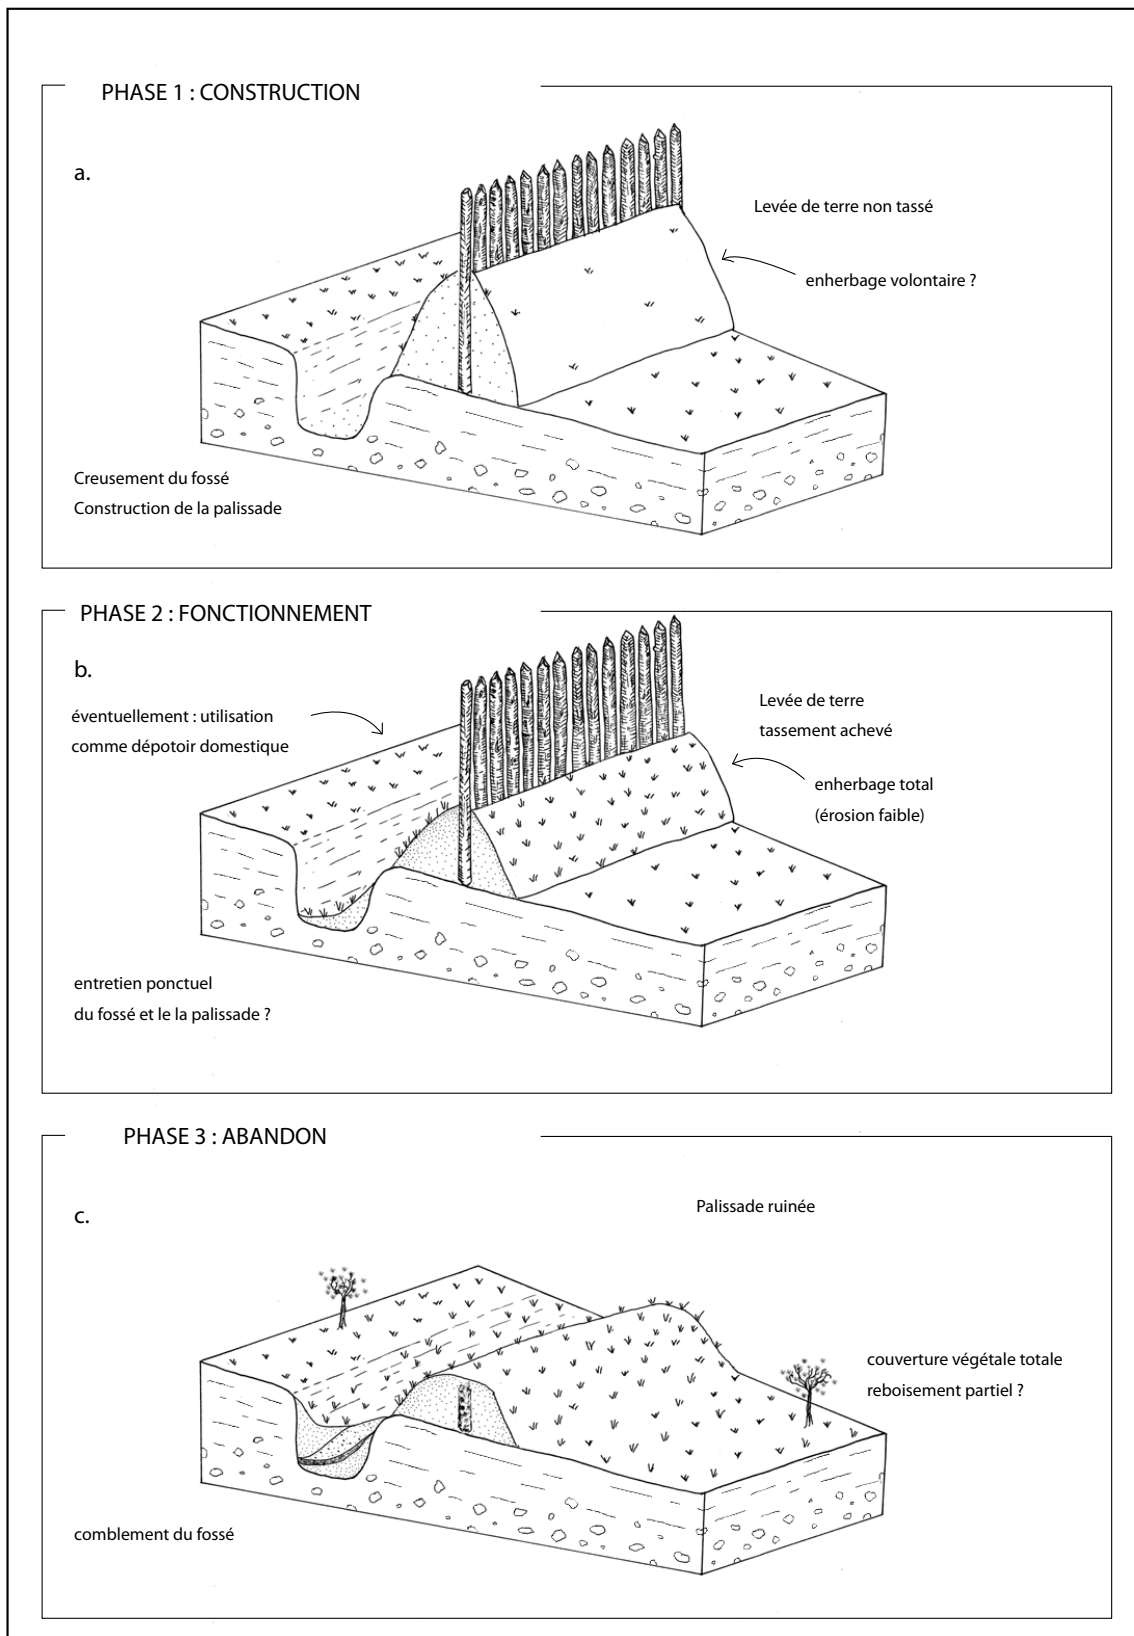 PHASE 1 : CONSTRUCTION
a.
Levée de terre non tassé
enherbage volontaire ?
Creusement du fossé
Construction de la palissade
PHASE 2 : FONCTIONNEMENT
b.
éventuellement : utilisation
comme dépotoir domestique
Levée de terre
tassement achevé
enherbage total
(érosion faible)
entretien ponctuel
du fossé et le la palissade ?
PHASE 3 : ABANDON
c.
Palissade ruinée
couverture végétale totale
reboisement partiel ?
comblement du fossé